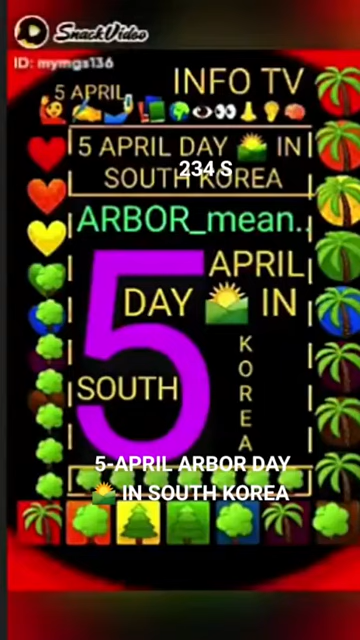 SnackVideo
ID: mymgs136
INFO TV
5 APRIL
5 APRIL DAY 🌄 IN
234 S
SOUTH KOREA
ARBOR_mean..
5
APRIL
DAY 🌄 IN
SOUTH
K
O
R
E
A
5-APRIL ARBOR DAY
🌄 IN SOUTH KOREA